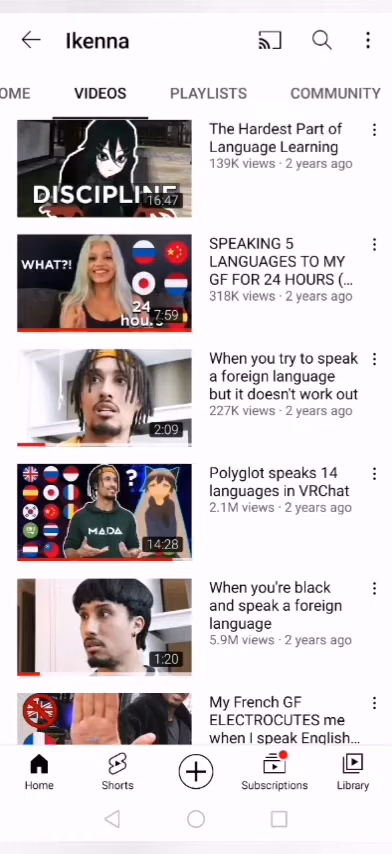 Ikenna
OME VIDEOS PLAYLISTS COMMUNITY
DISCIPLINE
16:47
The Hardest Part of
Language Learning
139K views · 2 years ago
WHAT?!
24
hours
7:59
SPEAKING 5
LANGUAGES TO MY
GF FOR 24 HOURS (...
318K views · 2 years ago
2:09
When you try to speak
a foreign language
but it doesn't work out
227K views · 2 years ago
?
MADA
14:28
Polyglot speaks 14
languages in VRChat
2.1M views · 2 years ago
1:20
When you're black
and speak a foreign
language
5.9M views · 2 years ago
My French GF
ELECTROCUTES me
when I speak English...
Home Shorts Subscriptions Library